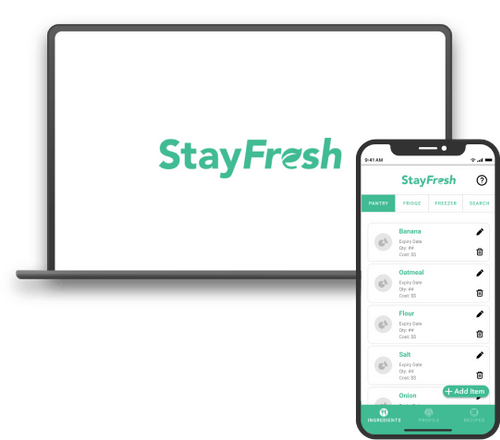 StayFresh
9:41 AM
StayFresh
?
PANTRY FRIDGE FREEZER SEARCH
Banana
Expiry Date
Qty: ##
Cost: $$
Oatmeal
Expiry Date
Qty: ##
Cost: $$
Flour
Expiry Date
Qty: ##
Cost: $$
Salt
Expiry Date
Qty: ##
Cost: $$
+ Add Item
Onion
INGREDIENTS PROFILE RECIPES